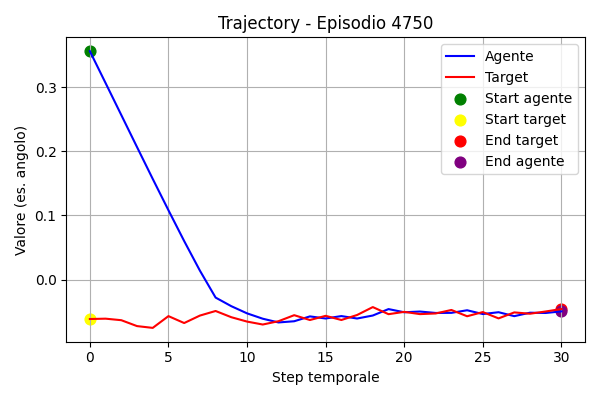 Trajectory - Episodio 4750
Agente
Target
Start agente
Start target
End target
End agente
Valore (es. angolo)
0.3
0.2
0.1
0.0
0 5 10 15 20 25 30
Step temporale